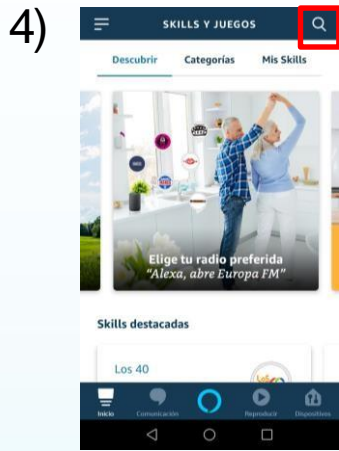 4)
SKILLS Y JUEGOS
Descubrir Categorías Mis Skills
Elige tu radio preferida
“Alexa, abre Europa FM”
Skills destacadas
Los 40
Inicio Comunicación Reproducir Dispositivos